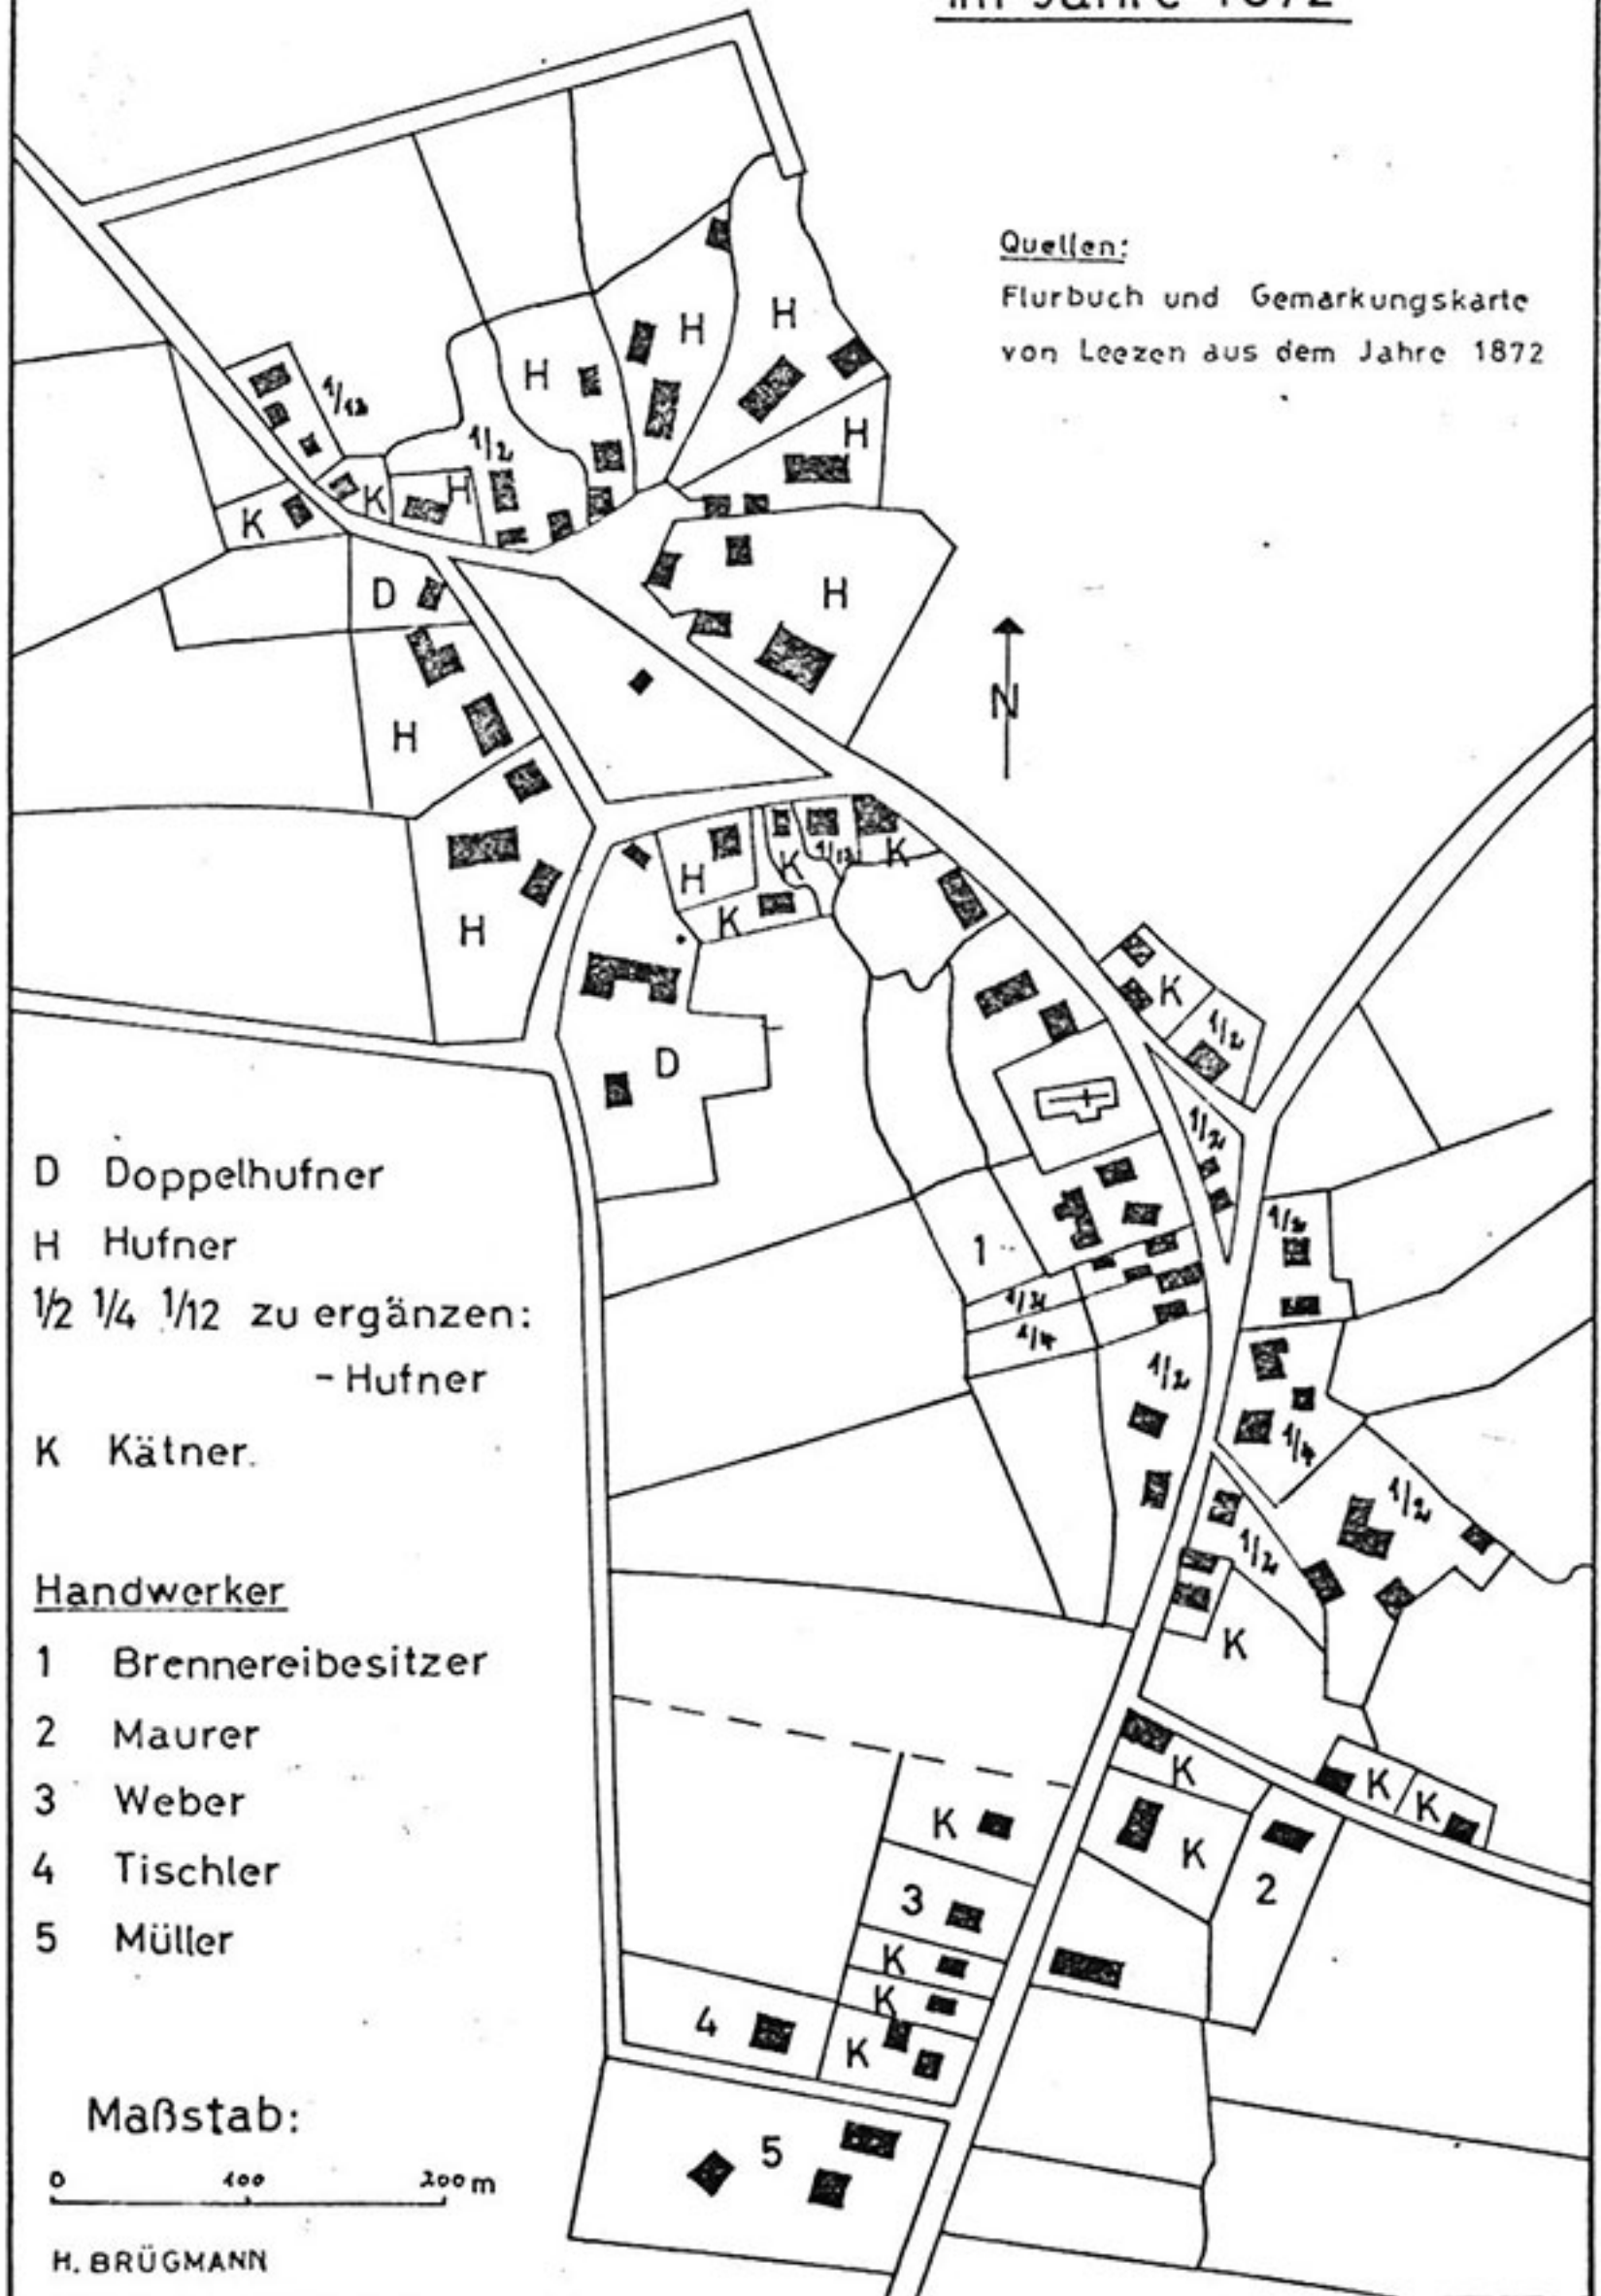 im Jahre 1872
Quellen:
Flurbuch und Gemarkungskarte
von Leezen aus dem Jahre 1872
H
H
H
1/12
H
1/2
H
K
K
D
H
H
N
H
K
1/12
K
H
K
H
K
1/2
D
1/2
1/2
1
1/2
1/4
1/2
1/4
1/2
1/2
K
K
K
K
K
K
2
3
K
K
4
K
5
D Doppelhufner
H Hufner
1/2 1/4 1/12 zu ergänzen:
- Hufner
K Kätner.
Handwerker
1 Brennereibesitzer
2 Maurer
3 Weber
4 Tischler
5 Müller
Maßstab:
0 100 200 m
H. BRÜGMANN